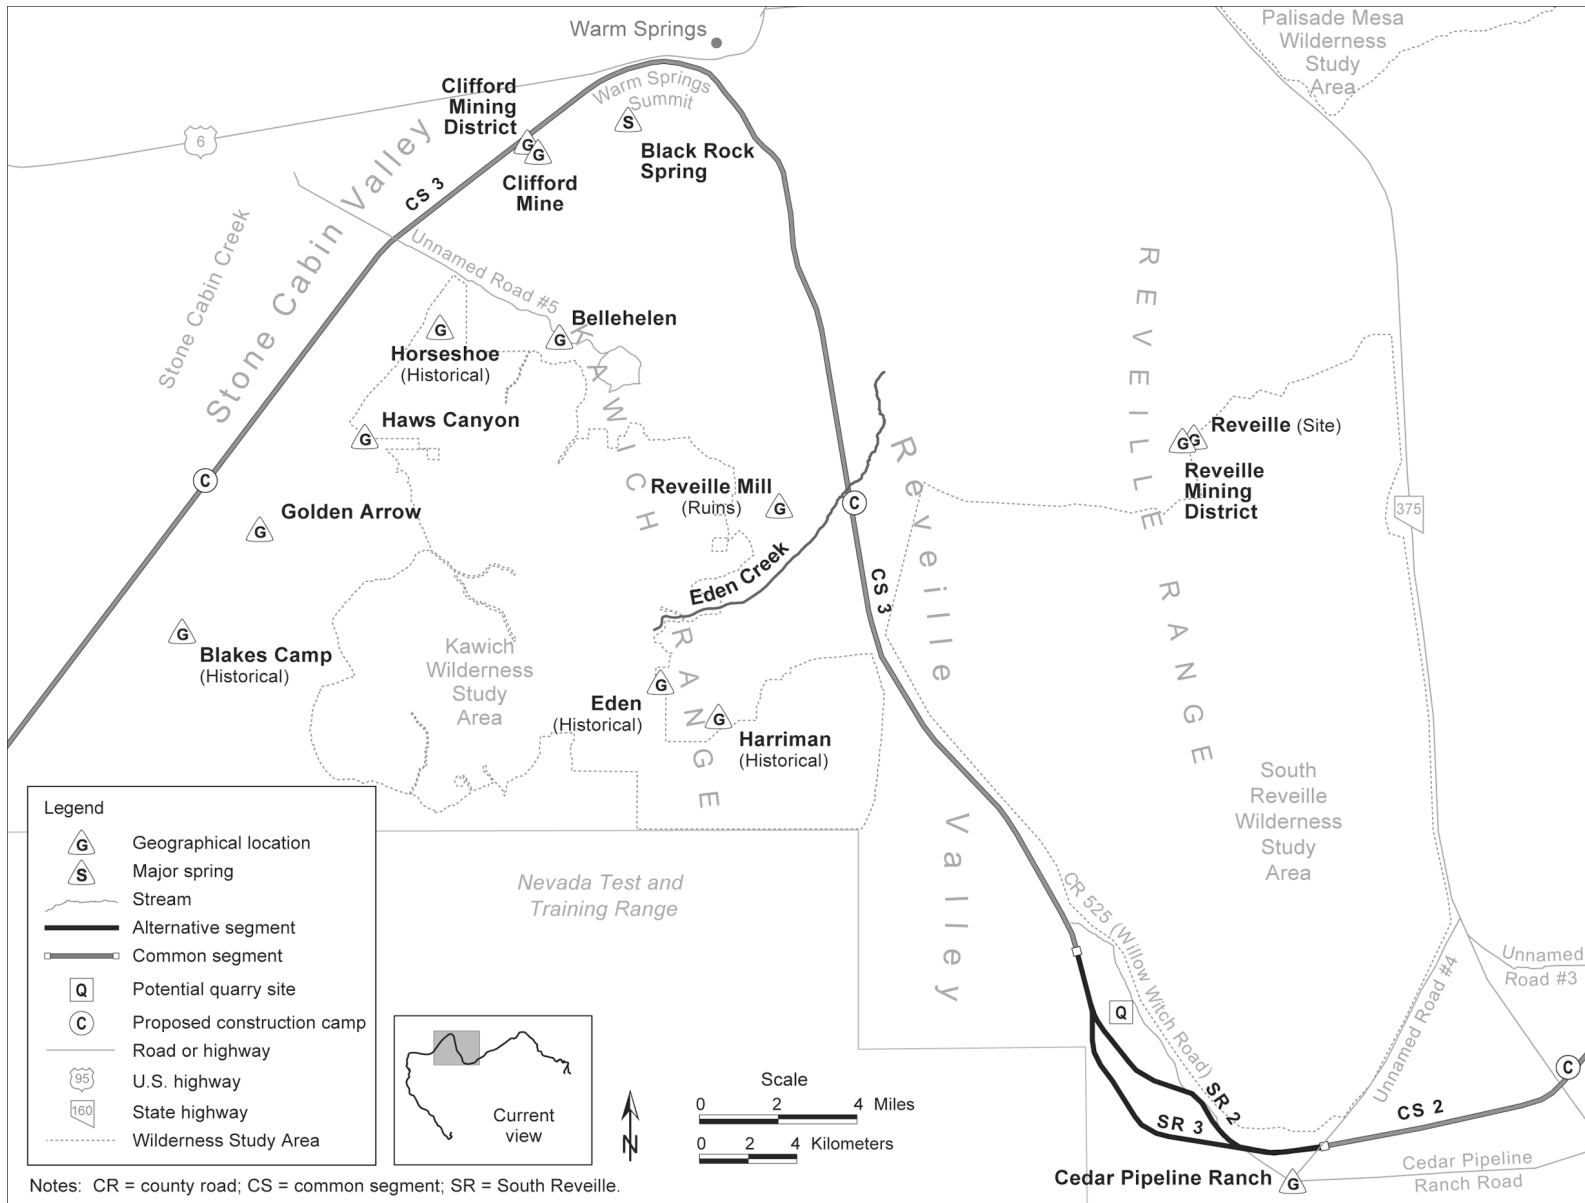 Warm Springs
Palisade Mesa
Wilderness
Study
Area
Clifford
Mining
District
Warm Springs
Summit
6
S
G
G
Black Rock
Spring
Clifford
Mine
CS 3
Stone Cabin Valley
Stone Cabin Creek
Unnamed Road #5
G
Horseshoe
(Historical)
G
Bellehelen
KAWICH RANGE
REVEILLE RANGE
Haws Canyon
G
C
Golden Arrow
G
Reveille Mill
(Ruins)
G
C
Reveille Valley
G
G
Reveille (Site)
Reveille
Mining
District
375
Eden Creek
CS 3
G
Blakes Camp
(Historical)
Kawich
Wilderness
Study
Area
G
Eden
(Historical)
G
Harriman
(Historical)
South
Reveille
Wilderness
Study
Area
Nevada Test and
Training Range
CR 525 (Willow Witch Road)
Unnamed Road #4
Unnamed
Road #3
Q
C
SR 2
SR 3
CS 2
Cedar Pipeline Ranch
G
Cedar Pipeline
Ranch Road
Legend
G Geographical location
S Major spring
Stream
Alternative segment
Common segment
Q Potential quarry site
C Proposed construction camp
Road or highway
95 U.S. highway
160 State highway
Wilderness Study Area
Current
view
N
Scale
0 2 4 Miles
0 2 4 Kilometers
Notes: CR = county road; CS = common segment; SR = South Reveille.